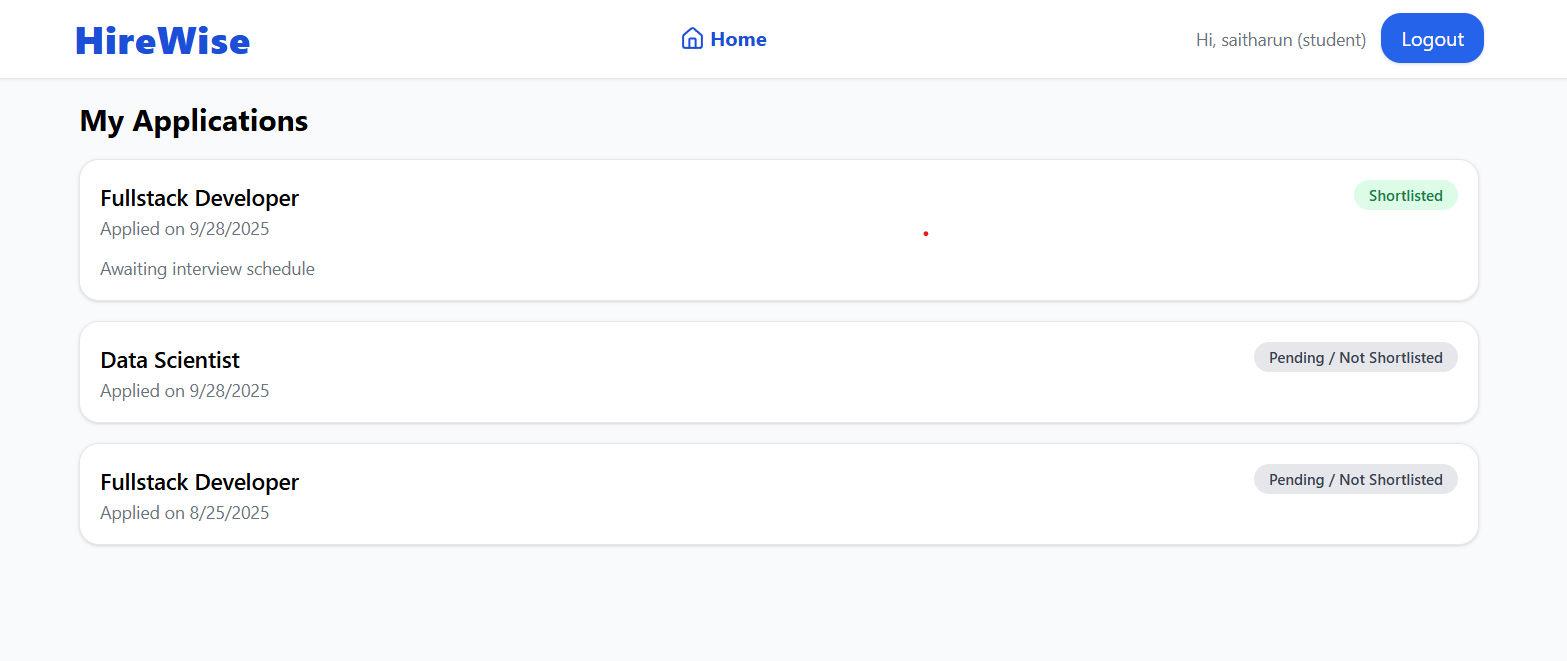 HireWise
Home
Hi, saitharun (student)
Logout
My Applications
Fullstack Developer
Shortlisted
Applied on 9/28/2025
Awaiting interview schedule
Data Scientist
Pending / Not Shortlisted
Applied on 9/28/2025
Fullstack Developer
Pending / Not Shortlisted
Applied on 8/25/2025